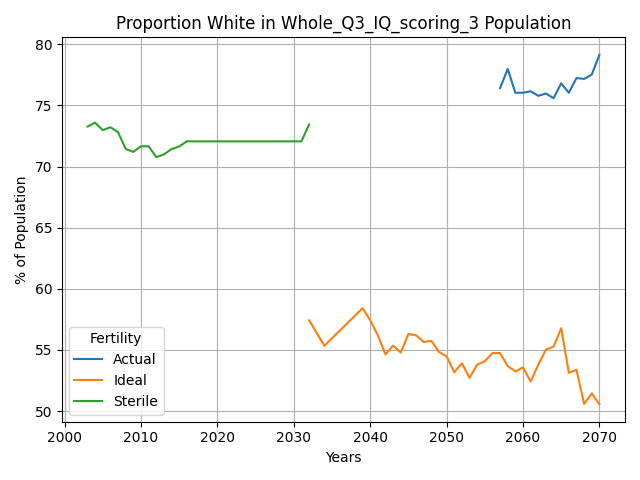 Proportion White in Whole_Q3_IQ_scoring_3 Population
% of Population
80
75
70
65
60
55
50
Fertility
Actual
Ideal
Sterile
2000 2010 2020 2030 2040 2050 2060 2070
Years